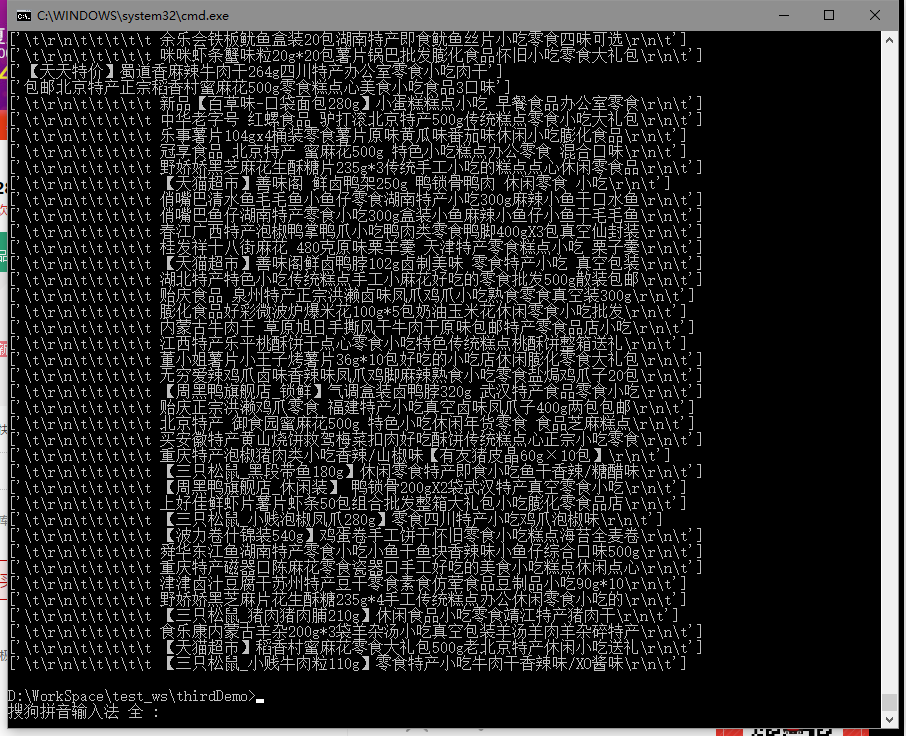 C:\WINDOWS\system32\cmd.exe
['\t\r\n\t\t\t\t\t 余乐会铁板鱿鱼盒装20包湖南特产即食鱿鱼丝片小吃零食四味可选\r\n\t']
['\t\r\n\t\t\t\t\t 咪咪虾条蟹味粒20g*20包薯片锅巴批发膨化食品怀旧小吃零食大礼包\r\n\t']
['【天天特价】蜀道香麻辣牛肉干264g四川特产办公室零食小吃肉干']
['包邮北京特产正宗稻香村蜜麻花500g零食糕点心美食小吃食品3口味']
['\t\r\n\t\t\t\t\t 新品【百草味-口袋面包280g】小蛋糕糕点小吃 早餐食品办公室零食\r\n\t']
['\t\r\n\t\t\t\t\t 中华老字号 红螺食品 驴打滚北京特产500g传统糕点零食小吃大礼包\r\n\t']
['\t\r\n\t\t\t\t\t 乐事薯片104gx4桶装零食薯片原味黄瓜味番茄味休闲小吃膨化食品\r\n\t']
['\t\r\n\t\t\t\t\t 冠享食品 北京特产 蜜麻花500g 特色小吃糕点办公零食 混合口味\r\n\t']
['\t\r\n\t\t\t\t\t 野娇娇黑芝麻花生酥糖片235g*3传统手工小吃的糕点点心休闲零食品\r\n\t']
['\t\r\n\t\t\t\t\t 【天猫超市】善味阁 鲜卤鸭架250g 鸭锁骨鸭肉 休闲零食 小吃\r\n\t']
['\t\r\n\t\t\t\t\t 俏嘴巴清水鱼毛毛鱼小鱼仔零食湖南特产小吃300g麻辣小鱼干口水鱼\r\n\t']
['\t\r\n\t\t\t\t\t 俏嘴巴鱼仔湖南特产零食小吃300g盒装小鱼麻辣小鱼仔小鱼干毛毛鱼\r\n\t']
['\t\r\n\t\t\t\t\t 春江广西特产泡椒鸭掌鸭爪小吃鸭肉类零食鸭脚400gX3包真空仙封装\r\n\t']
['\t\r\n\t\t\t\t\t 桂发祥十八街麻花 480克原味栗羊羹 天津特产零食糕点小吃 栗子羹\r\n\t']
['\t\r\n\t\t\t\t\t 【天猫超市】善味阁鲜卤鸭脖102g卤制美味 零食特产小吃 真空包装\r\n\t']
['\t\r\n\t\t\t\t\t 湖北特产特色小吃传统糕点手工小麻花好吃的零食批发500g散装包邮\r\n\t']
['\t\r\n\t\t\t\t\t 贻庆食品 泉州特产正宗洪濑卤味凤爪鸡爪小吃熟食零食真空装300g\r\n\t']
['\t\r\n\t\t\t\t\t 膨化食品好彩微波炉爆米花100g*5包奶油玉米花休闲零食小吃批发\r\n\t']
['\t\r\n\t\t\t\t\t 内蒙古牛肉干 草原旭日手撕风干牛肉干原味包邮特产零食品店小吃\r\n\t']
['\t\r\n\t\t\t\t\t 江西特产乐平桃酥饼干点心零食小吃特色传统糕点桃酥饼整箱送礼\r\n\t']
['\t\r\n\t\t\t\t\t 董小姐薯片小王子烤薯片36g*10包好吃的小吃店休闲膨化零食大礼包\r\n\t']
['\t\r\n\t\t\t\t\t 无穷爱辣鸡爪卤味香辣味凤爪鸡脚麻辣熟食小吃零食盐焗鸡爪子20包\r\n\t']
['\t\r\n\t\t\t\t\t 【周黑鸭旗舰店_锁鲜】气调盒装卤鸭脖320g 武汉特产食品零食小吃\r\n\t']
['\t\r\n\t\t\t\t\t 贻庆正宗洪濑鸡爪零食 福建特产小吃真空卤味凤爪子400g两包包邮\r\n\t']
['\t\r\n\t\t\t\t\t 北京特产 御食园蜜麻花500g 特色小吃休闲年货零食 食品芝麻糕点\r\n\t']
['\t\r\n\t\t\t\t\t 买安徽特产黄山烧饼救驾梅菜扣肉好吃酥饼传统糕点心正宗小吃零食\r\n\t']
['\t\r\n\t\t\t\t\t 重庆特产泡椒猪肉类小吃香辣/山椒味【有友猪皮晶60g×10包】\r\n\t']
['\t\r\n\t\t\t\t\t 【三只松鼠_黑段带鱼180g】休闲零食特产即食小吃鱼干香辣/糖醋味\r\n\t']
['\t\r\n\t\t\t\t\t 【周黑鸭旗舰店_休闲装】 鸭锁骨200gX2袋武汉特产真空零食小吃\r\n\t']
['\t\r\n\t\t\t\t\t 上好佳鲜虾片薯片虾条50包组合批发整箱大礼包小吃膨化零食品店\r\n\t']
['\t\r\n\t\t\t\t\t 【三只松鼠_小贱泡椒凤爪280g】零食四川特产小吃鸡爪泡椒味\r\n\t']
['\t\r\n\t\t\t\t\t 【波力卷什锦装540g】鸡蛋卷手工饼干怀旧零食小吃糕点海苔全麦卷\r\n\t']
['\t\r\n\t\t\t\t\t 舜华东江鱼湖南特产零食小吃小鱼干鱼块香辣味小鱼仔综合口味500g\r\n\t']
['\t\r\n\t\t\t\t\t 重庆特产磁器口陈麻花零食瓷器口手工好吃的美食小吃糕点休闲点心\r\n\t']
['\t\r\n\t\t\t\t\t 津津卤汁豆腐干苏州特产豆干零食素食仿荤食品豆制品小吃90g*10\r\n\t']
['\t\r\n\t\t\t\t\t 野娇娇黑芝麻片花生酥糖235g*4手工传统糕点办公休闲零食小吃的\r\n\t']
['\t\r\n\t\t\t\t\t 【三只松鼠_猪肉猪肉脯210g】休闲食品小吃零食靖江特产猪肉干\r\n\t']
['\t\r\n\t\t\t\t\t 食乐康内蒙古羊杂200g*3袋羊杂汤小吃真空包装羊汤羊肉羊杂碎特产\r\n\t']
['\t\r\n\t\t\t\t\t 【天猫超市】稻香村蜜麻花零食大礼包500g老北京特产休闲小吃送礼\r\n\t']
['\t\r\n\t\t\t\t\t 【三只松鼠_小贱牛肉粒110g】零食特产小吃牛肉干香辣味/XO酱味\r\n\t']
D:\WorkSpace\test_ws\thirdDemo>
搜狗拼音输入法 全 :